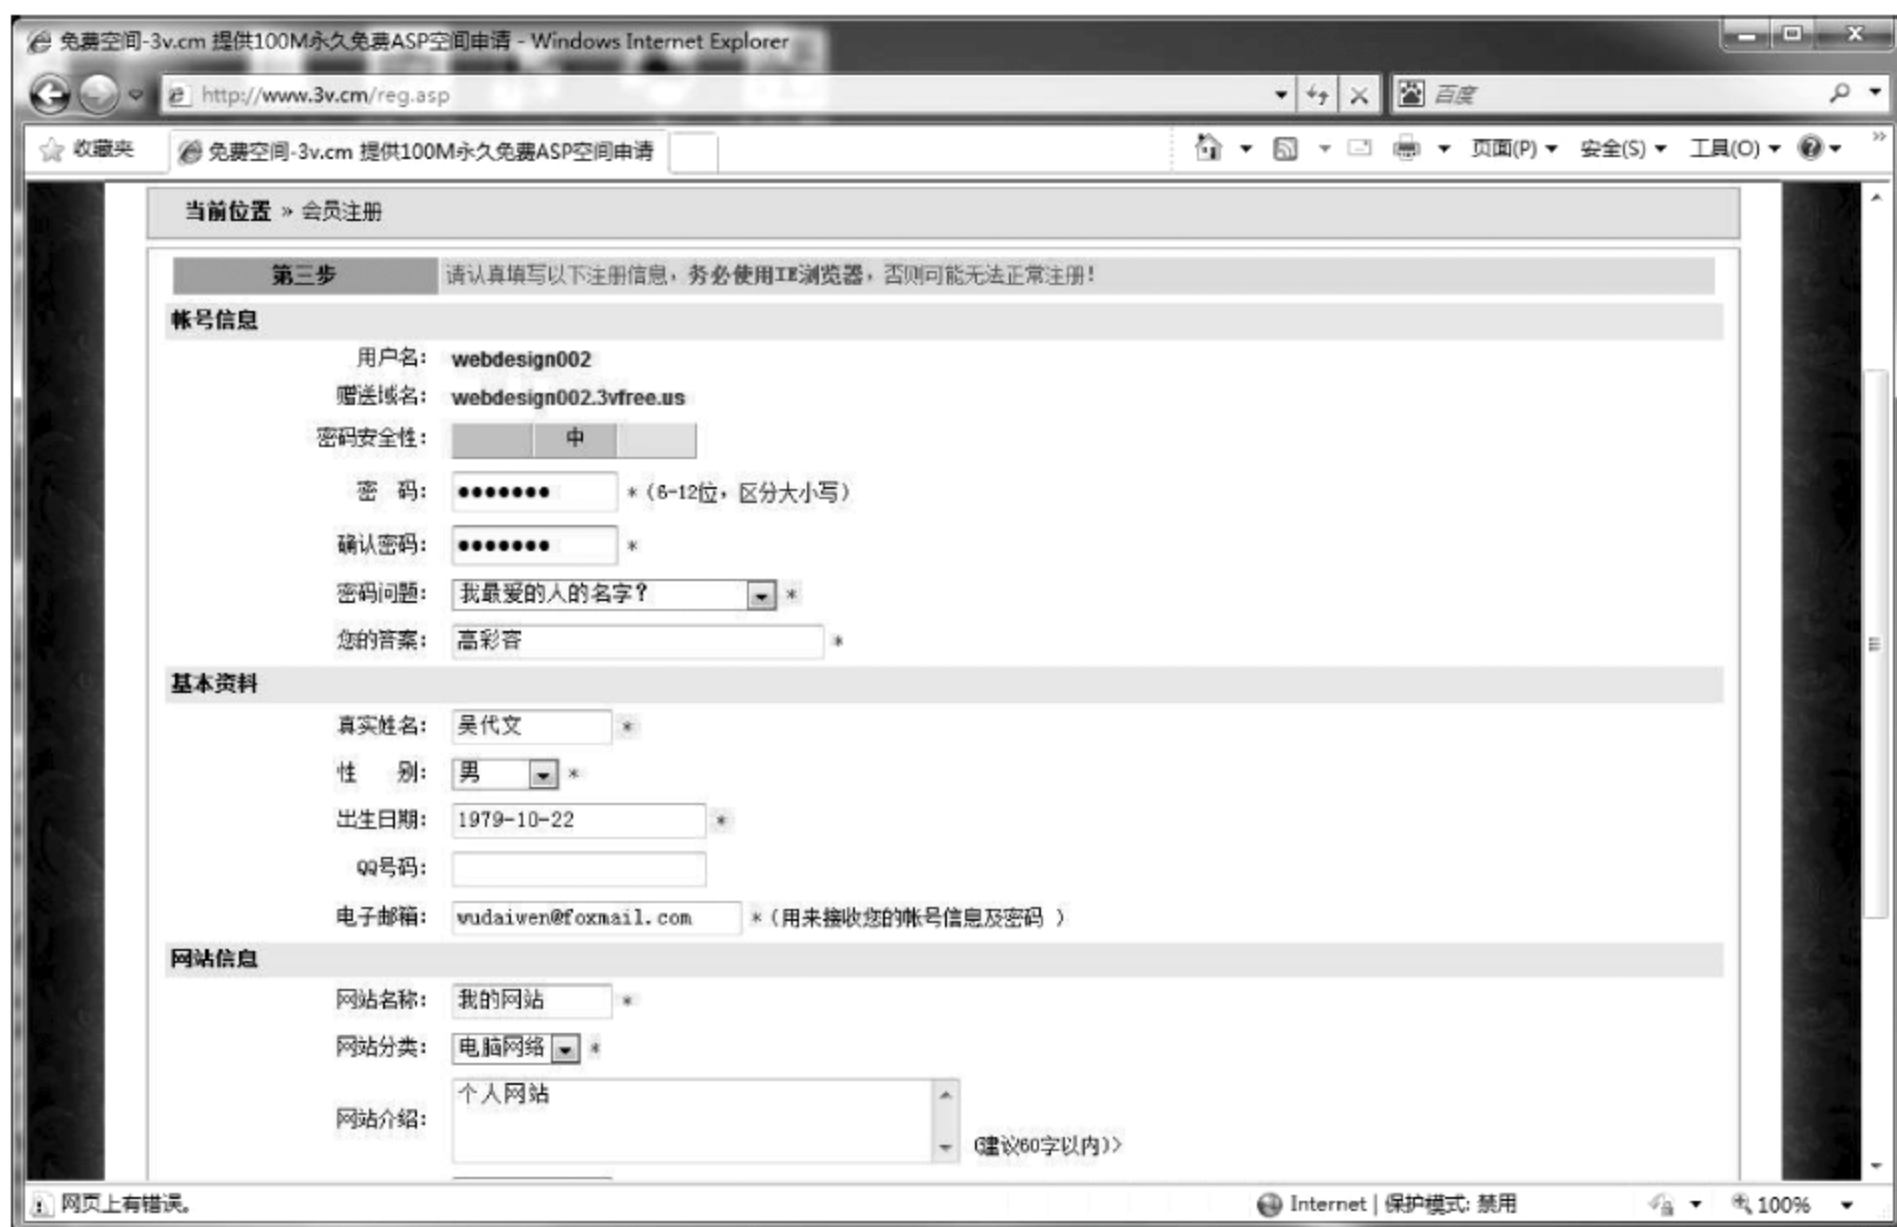 免费空间-3v.cm 提供100M永久免费ASP空间申请 - Windows Internet Explorer
http://www.3v.cm/reg.asp
百度
收藏夹
免费空间-3v.cm 提供100M永久免费ASP空间申请
页面(P)
安全(S)
工具(O)
当前位置 » 会员注册
第三步
请认真填写以下注册信息，务必使用IE浏览器，否则可能无法正常注册！
帐号信息
用户名： webdesign002
赠送域名： webdesign002.3vfree.us
密码安全性： 中
密 码： ●●●●●●● *（6-12位，区分大小写）
确认密码： ●●●●●●● *
密码问题： 我最爱的人的名字？ *
您的答案： 高彩容 *
基本资料
真实姓名： 吴代文 *
性 别： 男 *
出生日期： 1979-10-22 *
QQ号码：
电子邮箱： wudaiwen@foxmail.com *（用来接收您的帐号信息及密码 ）
网站信息
网站名称： 我的网站 *
网站分类： 电脑网络 *
网站介绍： 个人网站
(建议60字以内)>
网页上有错误。
Internet | 保护模式: 禁用
100%